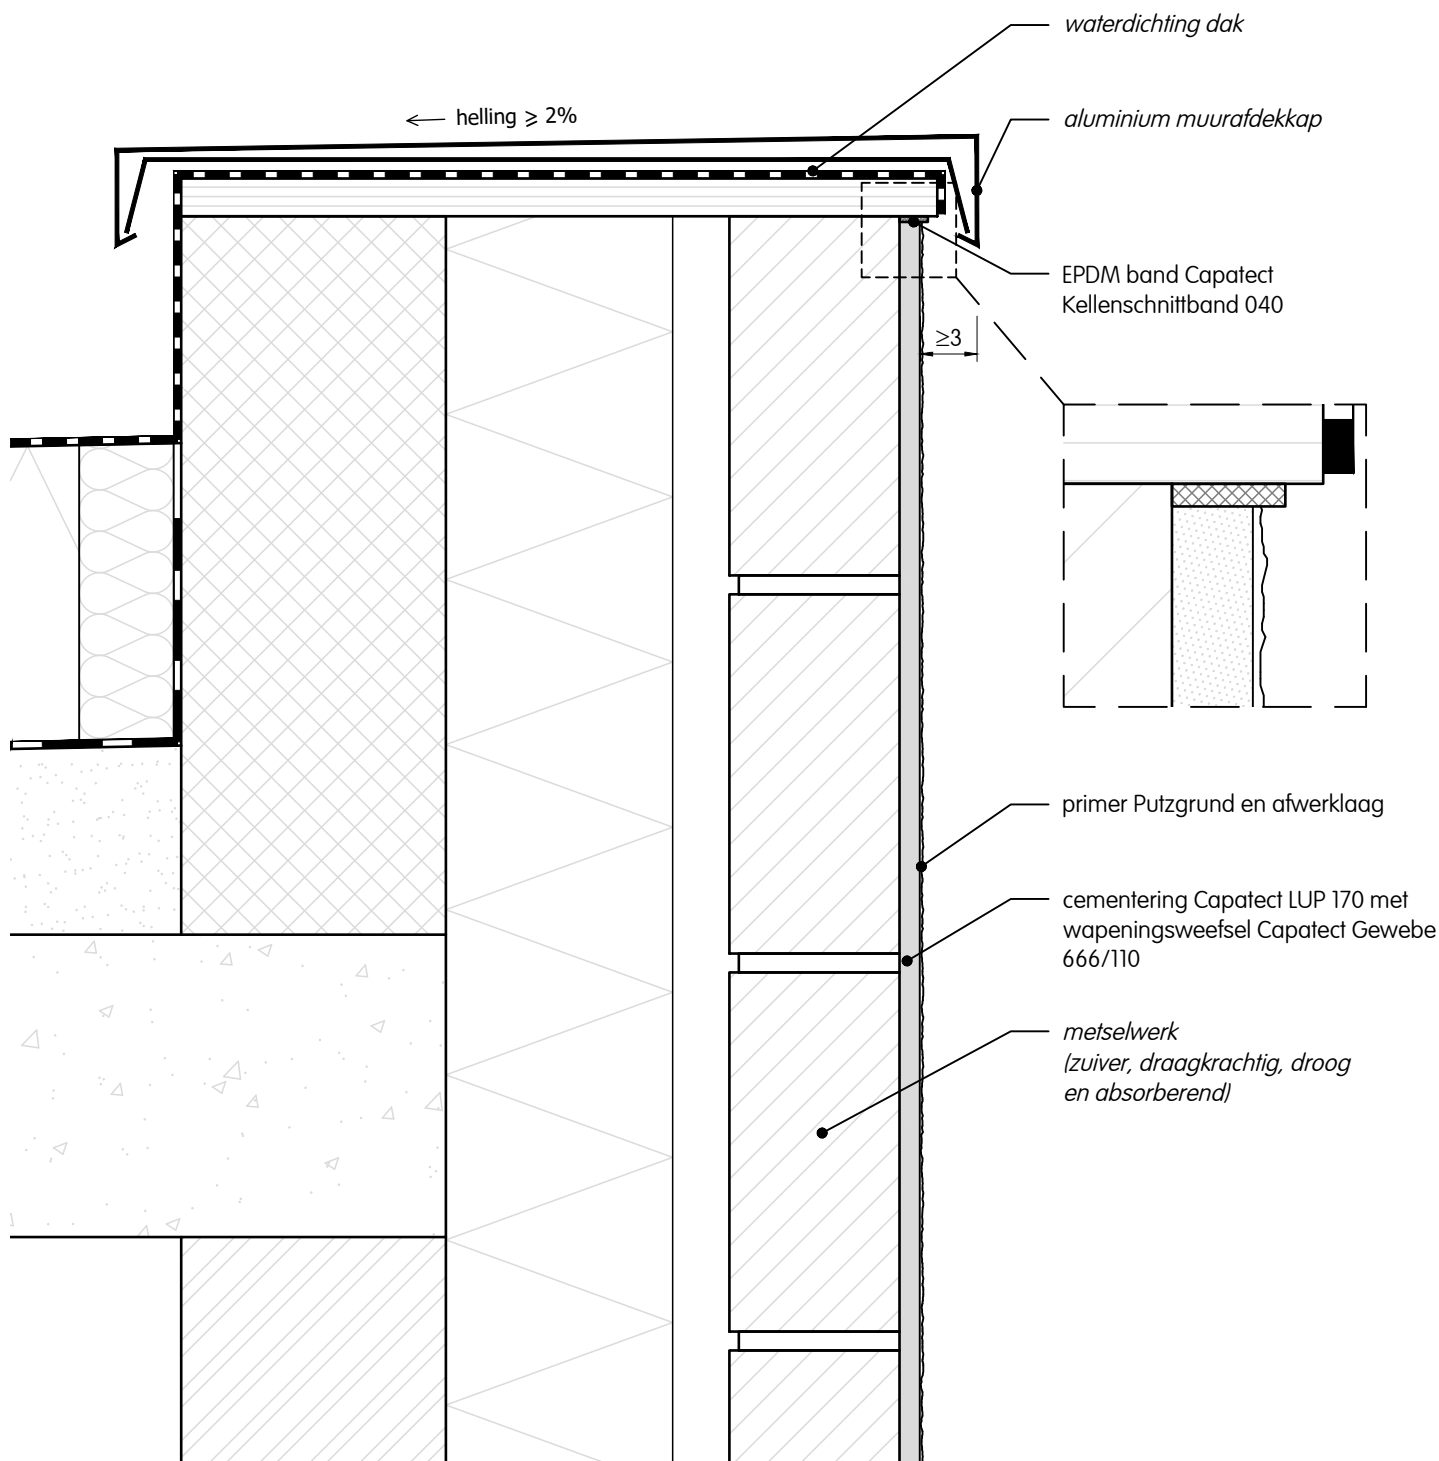 waterdichting dak
helling ⩾ 2%
aluminium muurafdekkap
EPDM band Capatect
Kellenschnittband 040
≥3
primer Putzgrund en afwerklaag
cementering Capatect LUP 170 met
wapeningsweefsel Capatect Gewebe
666/110
metselwerk
(zuiver, draagkrachtig, droog
en absorberend)